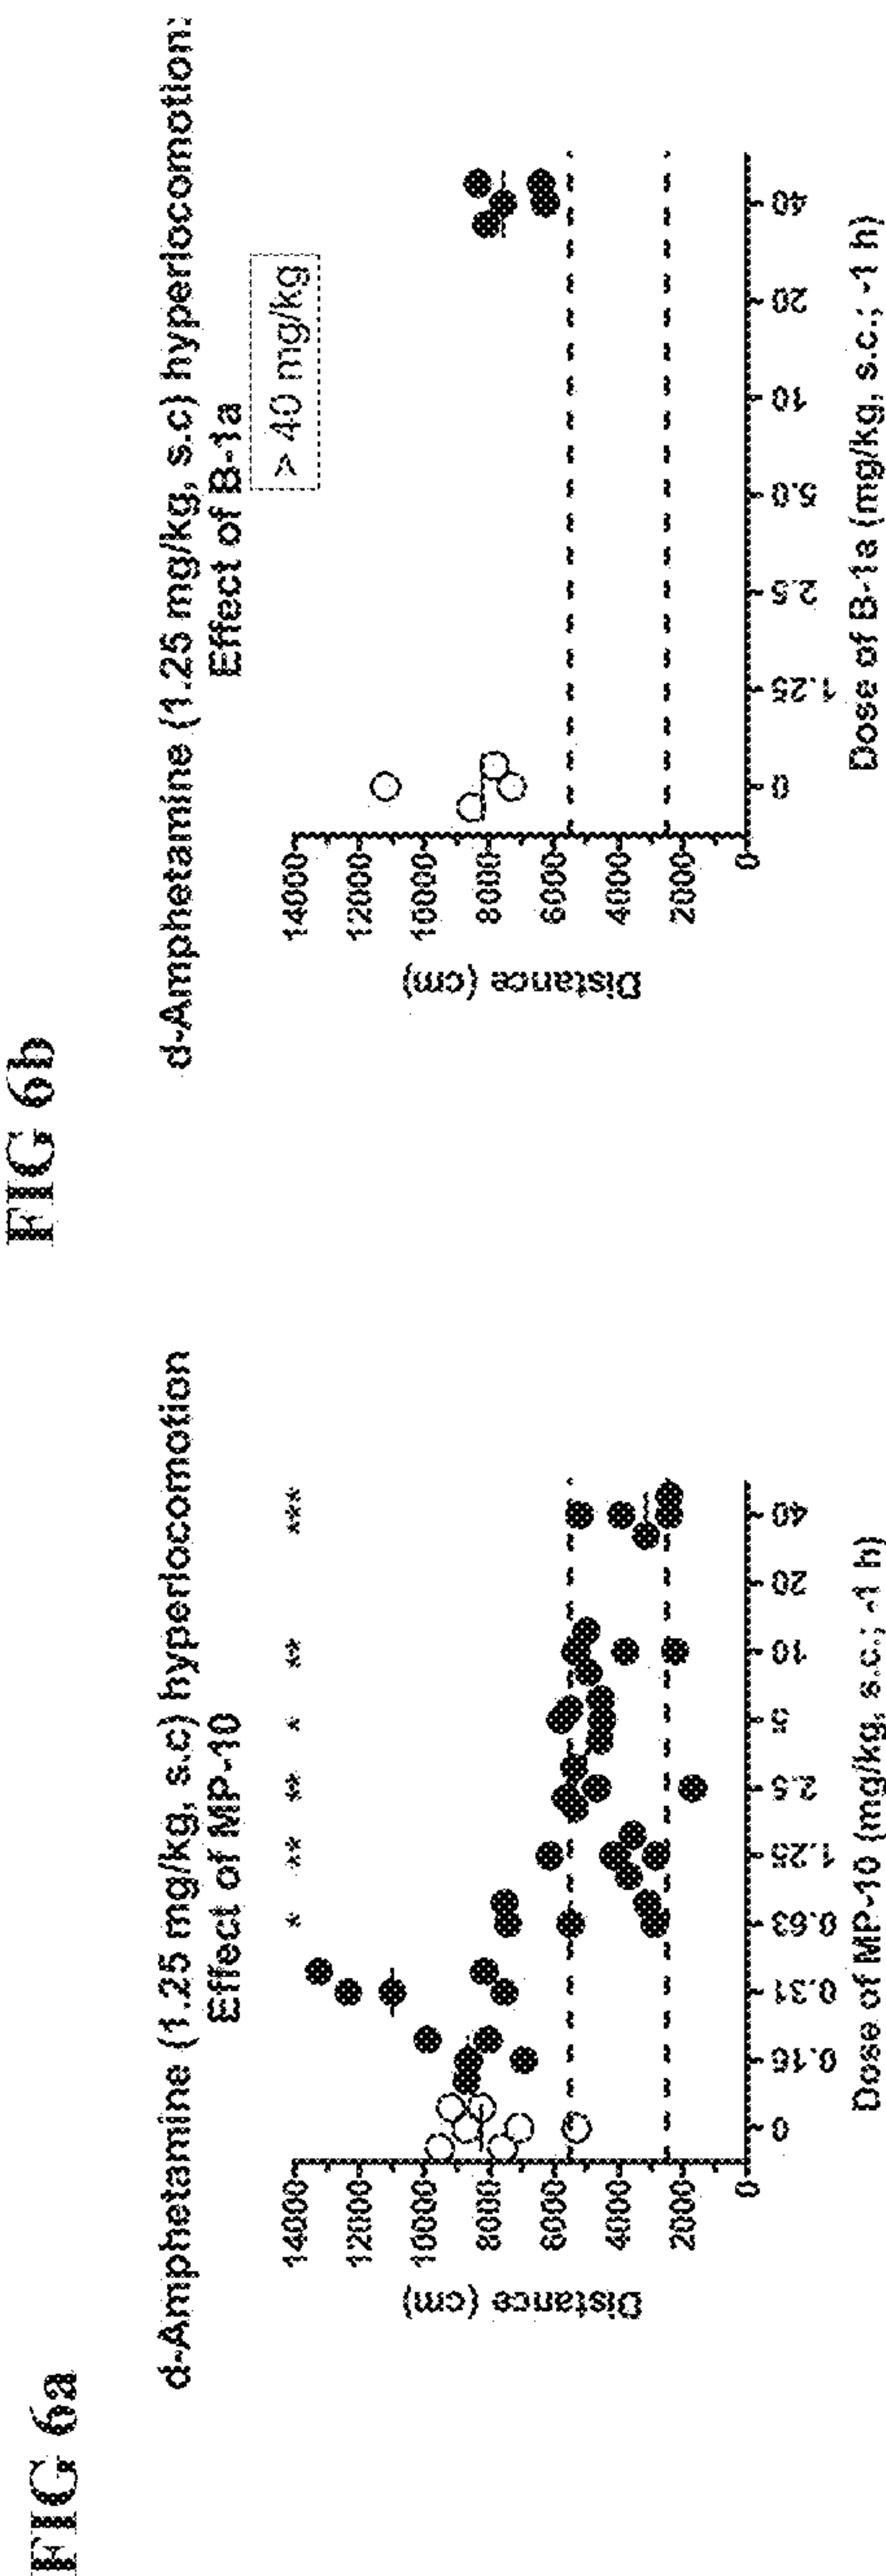 FIG 6a
d-Amphetamine (1.25 mg/kg, s.c) hyperlocomotion
Effect of MP-10
* ** ** * ** ***
Distance (cm)
14000
12000
10000
8000
6000
4000
2000
0
0 0.16 0.31 0.63 1.25 2.5 5 10 20 40
Dose of MP-10 (mg/kg, s.c.; -1 h)
FIG 6b
d-Amphetamine (1.25 mg/kg, s.c) hyperlocomotion:
Effect of B-1a
> 40 mg/kg
Distance (cm)
14000
12000
10000
8000
6000
4000
2000
0
0 1.25 2.5 5.0 10 20 40
Dose of B-1a (mg/kg, s.c.; -1 h)